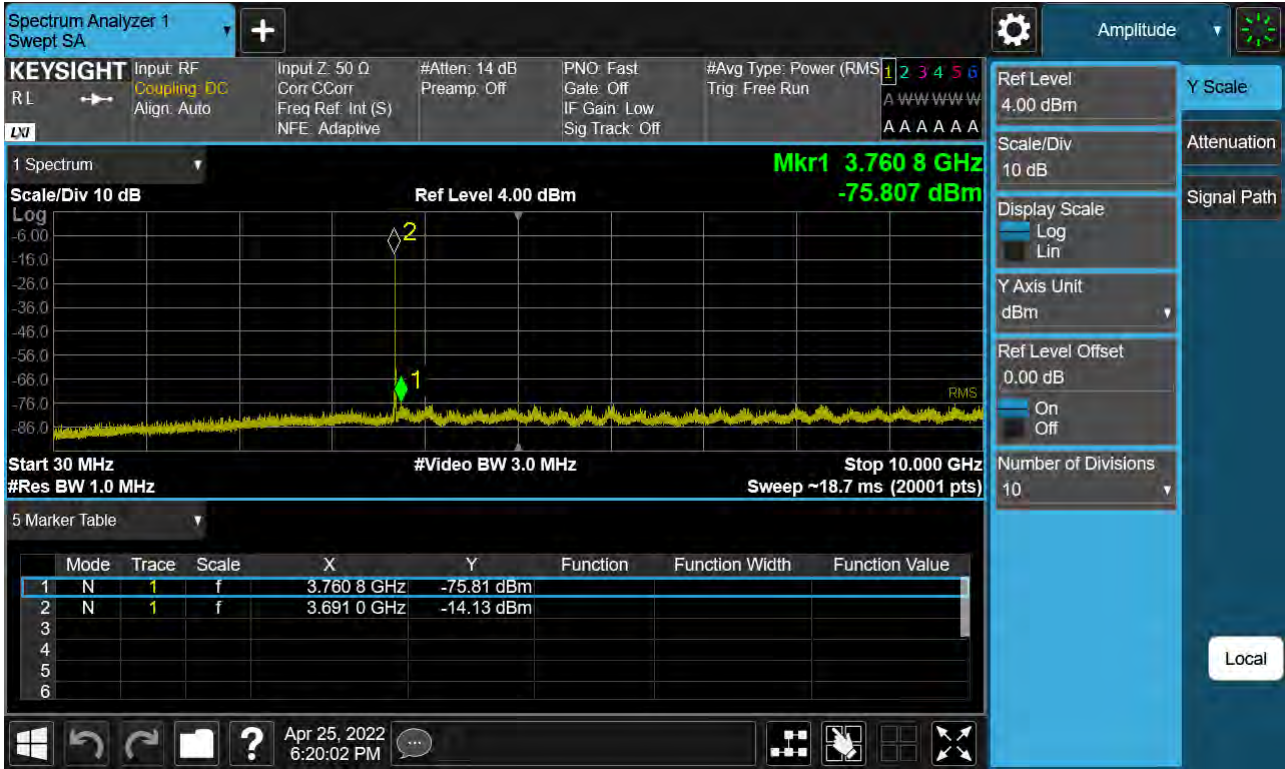 Spectrum Analyzer 1
Swept SA
+
Amplitude
KEYSIGHT
RL
LXI
Input: RF
Coupling: DC
Align: Auto
Input Z: 50 Ω
Corr CCorr
Freq Ref: Int (S)
NFE: Adaptive
#Atten: 14 dB
Preamp: Off
PNO: Fast
Gate: Off
IF Gain: Low
Sig Track: Off
#Avg Type: Power (RMS
Trig: Free Run
1 2 3 4 5 6
A W W W W W
A A A A A A
1 Spectrum
Mkr1 3.760 8 GHz
Scale/Div 10 dB
Ref Level 4.00 dBm
-75.807 dBm
Log
-6.00
-16.0
-26.0
-36.0
-46.0
-56.0
-66.0
-76.0
-86.0
2
1
RMS
Start 30 MHz
#Video BW 3.0 MHz
Stop 10.000 GHz
#Res BW 1.0 MHz
Sweep ~18.7 ms (20001 pts)
5 Marker Table
Mode Trace Scale X Y Function Function Width Function Value
1 N 1 f 3.760 8 GHz -75.81 dBm
2 N 1 f 3.691 0 GHz -14.13 dBm
3
4
5
6
Ref Level
4.00 dBm
Scale/Div
10 dB
Display Scale
Log
Lin
Y Axis Unit
dBm
Ref Level Offset
0.00 dB
On
Off
Number of Divisions
10
Y Scale
Attenuation
Signal Path
Local
?
Apr 25, 2022
6:20:02 PM